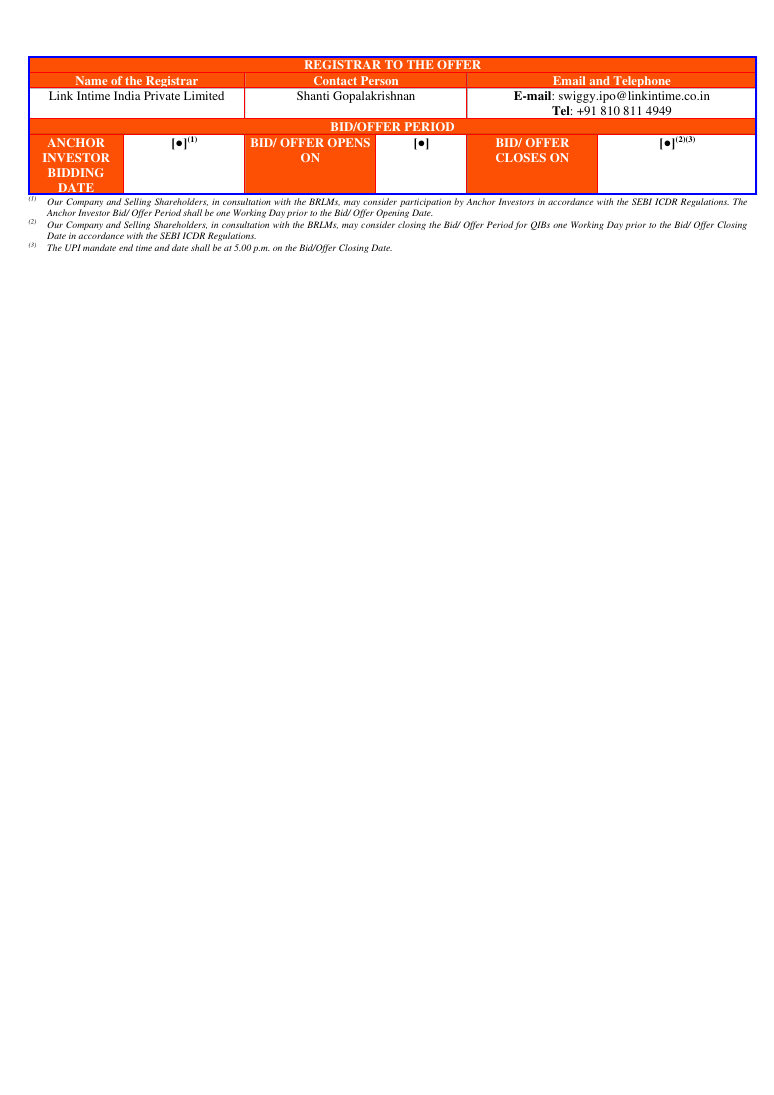 REGISTRAR TO THE OFFER
Name of the Registrar Contact Person Email and Telephone
Link Intime India Private Limited Shanti Gopalakrishnan E-mail: swiggy.ipo@linkintime.co.in
Tel: +91 810 811 4949
BID/OFFER PERIOD
ANCHOR INVESTOR BIDDING DATE [●](1) BID/ OFFER OPENS ON [●] BID/ OFFER CLOSES ON [●](2)(3)
(1) Our Company and Selling Shareholders, in consultation with the BRLMs, may consider participation by Anchor Investors in accordance with the SEBI ICDR Regulations. The
Anchor Investor Bid/ Offer Period shall be one Working Day prior to the Bid/ Offer Opening Date.
(2) Our Company and Selling Shareholders, in consultation with the BRLMs, may consider closing the Bid/ Offer Period for QIBs one Working Day prior to the Bid/ Offer Closing
Date in accordance with the SEBI ICDR Regulations.
(3) The UPI mandate end time and date shall be at 5.00 p.m. on the Bid/Offer Closing Date.